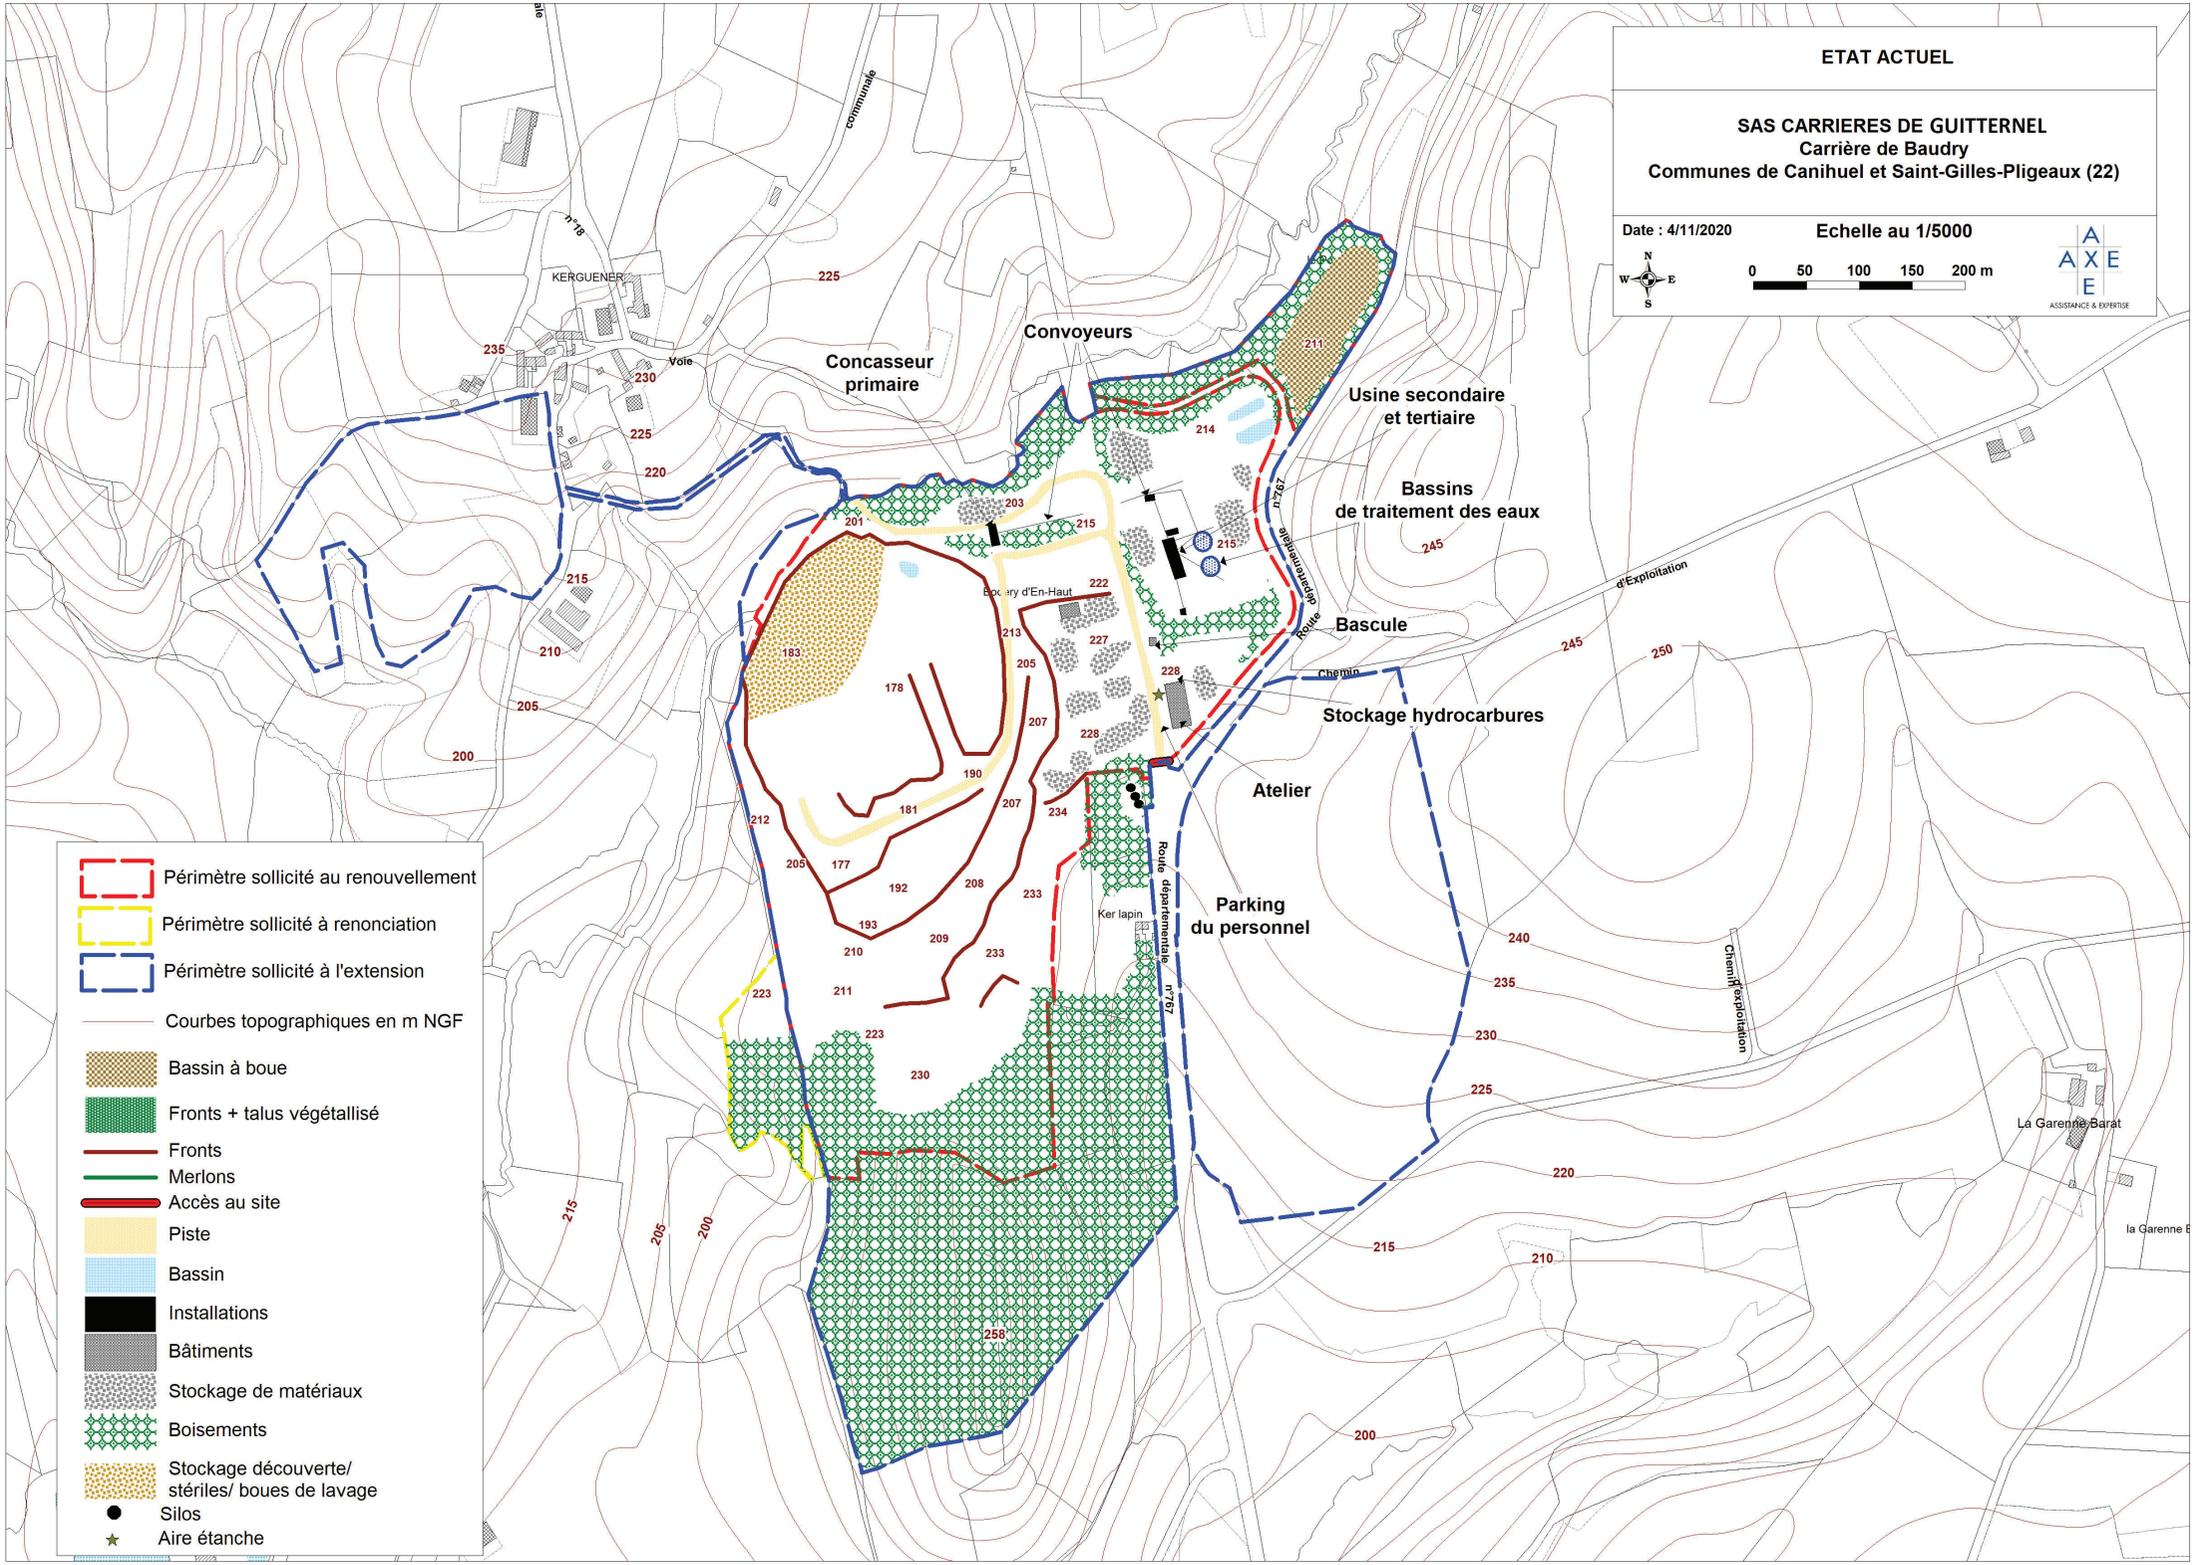 ETAT ACTUEL
SAS CARRIERES DE GUITTERNEL
Carrière de Baudry
Communes de Canihuel et Saint-Gilles-Pligeaux (22)
Date : 4/11/2020
Echelle au 1/5000
N
W E
S
0 50 100 150 200 m
A
A X E
E
ASSISTANCE & EXPERTISE
communale
n°18
KERGUENER
225
235
230
Voie
225
220
215
210
205
200
Convoyeurs
Concasseur
primaire
211
Usine secondaire
et tertiaire
214
Bassins
de traitement des eaux
n°767
départementale
Route
203
201
215
215
245
d'Exploitation
222
213
227
205
183
178
Bascule
228
Chemin
245
250
245
207
228
Stockage hydrocarbures
190
181
207
234
Atelier
212
205
177
192
208
233
193
209
210
233
211
223
223
230
Ker lapin
Route départementale n°767
Parking
du personnel
240
235
230
225
220
215
210
200
Chemin
d'exploitation
La Garenne Barat
la Garenne
258
215
205
200
Périmètre sollicité au renouvellement
Périmètre sollicité à renonciation
Périmètre sollicité à l'extension
Courbes topographiques en m NGF
Bassin à boue
Fronts + talus végétallisé
Fronts
Merlons
Accès au site
Piste
Bassin
Installations
Bâtiments
Stockage de matériaux
Boisements
Stockage découverte/
stériles/ boues de lavage
Silos
Aire étanche